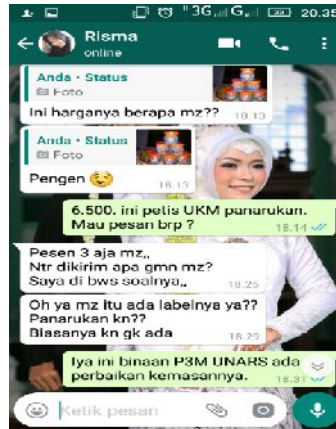 "3G G 20.35
Risma
online
Anda · Status
Foto
Ini harganya berapa mz?? 18.13
Anda · Status
Foto
Pengen 18.13
6.500. ini petis UKM panarukan.
Mau pesan brp ? 18.14
Pesen 3 aja mz,,
Ntr dikirim apa gmn mz?
Saya di bws soalnya,, 18.25
Oh ya mz itu ada labelnya ya??
Panarukan kn??
Biasanya kn gk ada 18.29
Iya ini binaan P3M UNARS ada
perbaikan kemasannya. 18.31
Ketik pesan